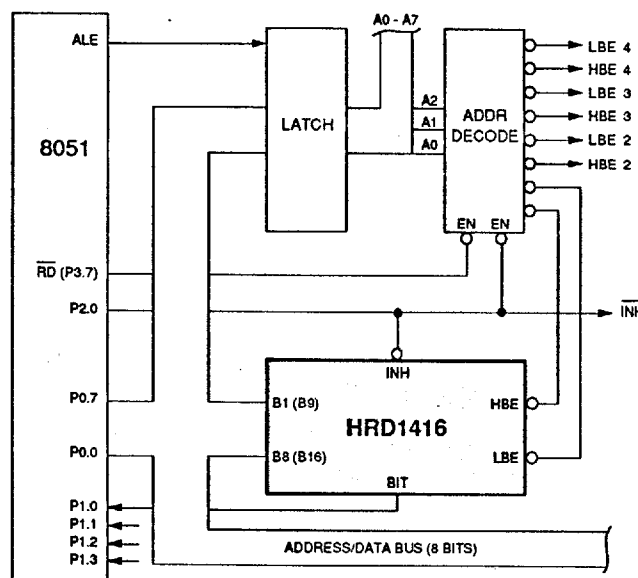 A0 - A7
ALE
LBE 4
HBE 4
LBE 3
A2
ADDR
DECODE
HBE 3
A1
LATCH
LBE 2
A0
8051
HBE 2
EN EN
RD (P3.7)
P2.0
INH
INH
P0.7
B1 (B9)
HBE
HRD1416
P0.0
B8 (B16)
LBE
BIT
P1.0
P1.1
P1.2
ADDRESS/DATA BUS (8 BITS)
P1.3